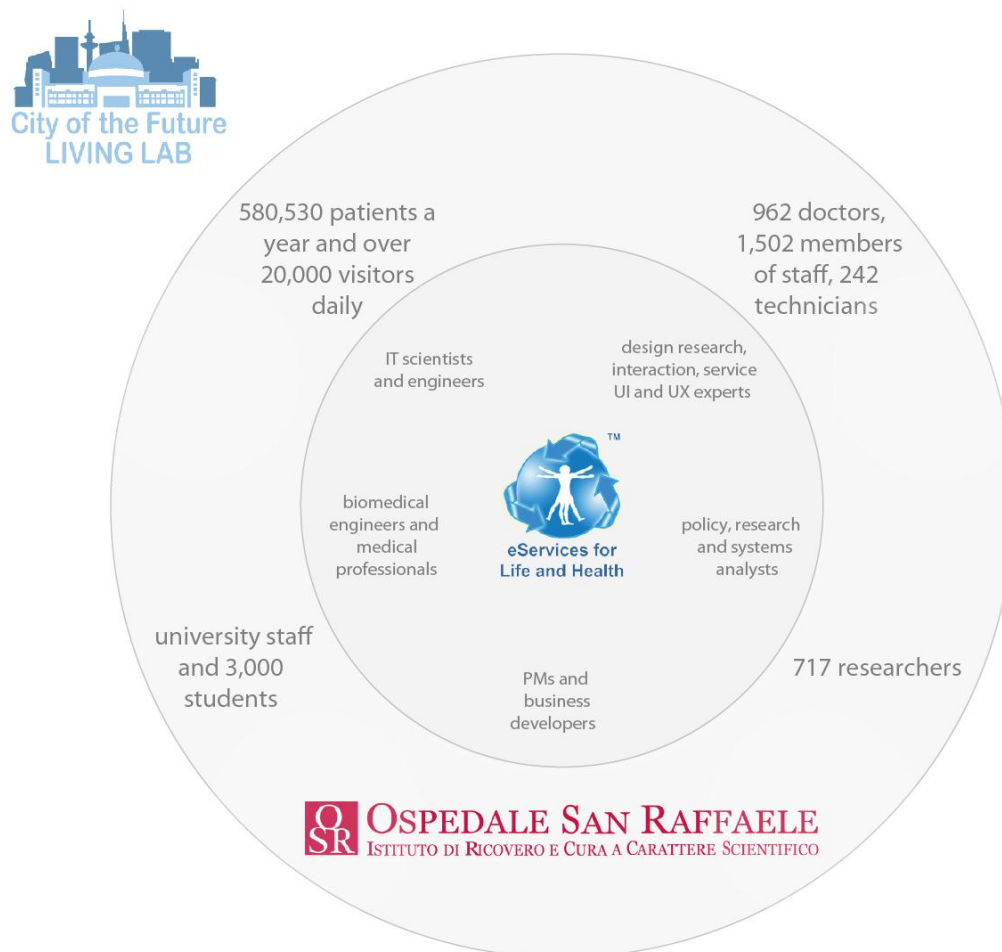 City of the Future
LIVING LAB
580,530 patients a
year and over
20,000 visitors
daily
962 doctors,
1,502 members
of staff, 242
technicians
IT scientists
and engineers
design research,
interaction, service
UI and UX experts
TM
biomedical
engineers and
medical
professionals
eServices for
Life and Health
policy, research
and systems
analysts
university staff
and 3,000
students
717 researchers
PMs and
business
developers
OSR
OSPEDALE SAN RAFFAELE
ISTITUTO DI RICOVERO E CURA A CARATTERE SCIENTIFICO